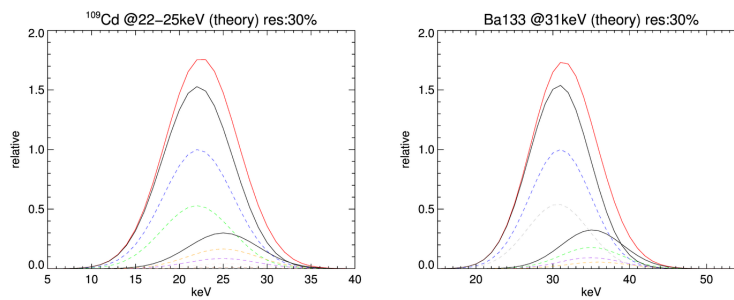 ¹⁰⁹Cd @22−25keV (theory) res:30%
2.0
1.5
1.0
0.5
0.0
relative
5 10 15 20 25 30 35 40
keV
Ba133 @31keV (theory) res:30%
2.0
1.5
1.0
0.5
0.0
relative
20 30 40 50
keV